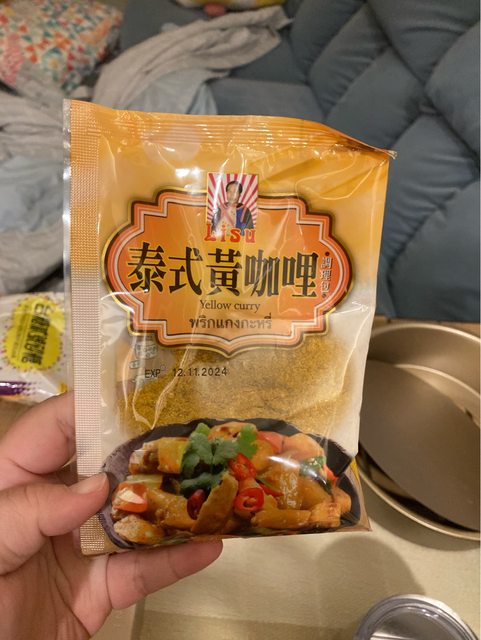 Lisu
泰式黃咖哩
調理包
Yellow curry
พริกแกงกะหรี่
EXP 12.11.2024